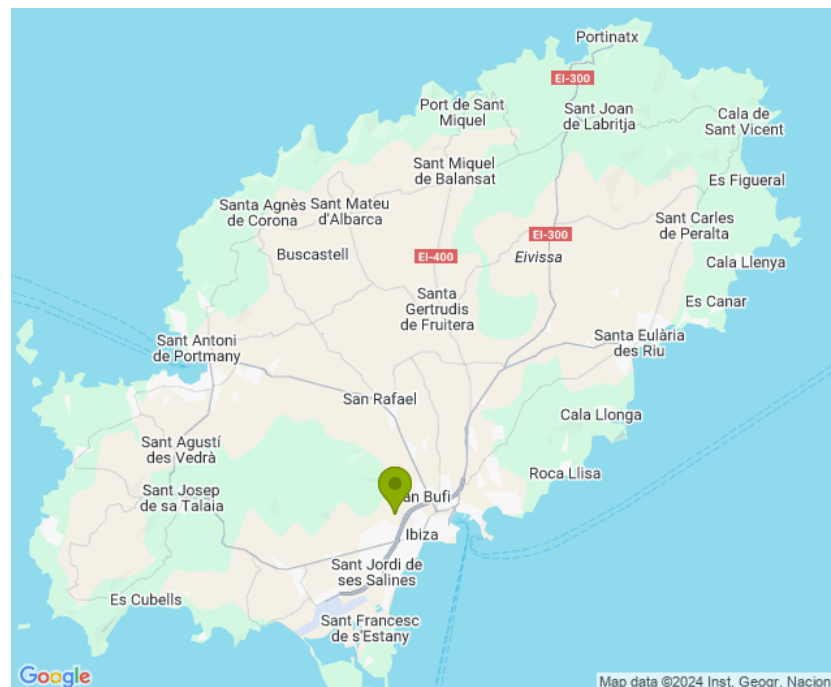 Portinatx
EI-300
Port de Sant
Miquel
Sant Joan
de Labritja
Cala de
Sant Vicent
Sant Miquel
de Balansat
Es Figueral
Santa Agnès
de Corona
Sant Mateu
d'Albarca
Sant Carles
de Peralta
EI-300
Buscastell
EI-400
Eivissa
Cala Llenya
Santa
Gertrudis
de Fruitera
Es Canar
Sant Antoni
de Portmany
Santa Eulària
des Riu
San Rafael
Cala Llonga
Sant Agustí
des Vedrà
Roca Llisa
Sant Josep
de sa Talaia
an Bufi
Ibiza
Sant Jordi de
ses Salines
Es Cubells
Sant Francesc
de s'Estany
Google
Map data ©2024 Inst. Geogr. Nacion